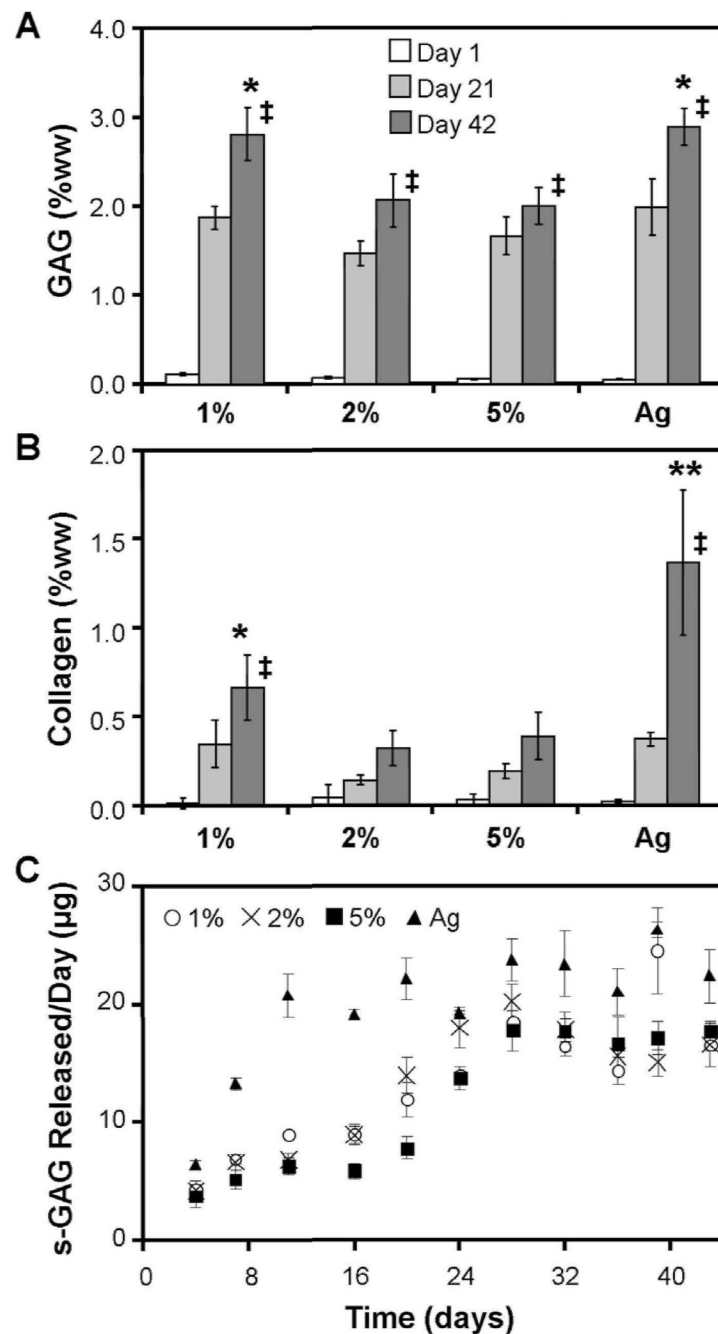 A
GAG (%ww)
4.0
3.0
2.0
1.0
0.0
Day 1
Day 21
Day 42
*
‡
‡
‡
*
‡
1% 2% 5% Ag
B
Collagen (%ww)
2.0
1.5
1.0
0.5
0.0
*
‡
**
‡
1% 2% 5% Ag
C
s-GAG Released/Day (µg)
30
20
10
0
1% 2% 5% Ag
0 8 16 24 32 40
Time (days)